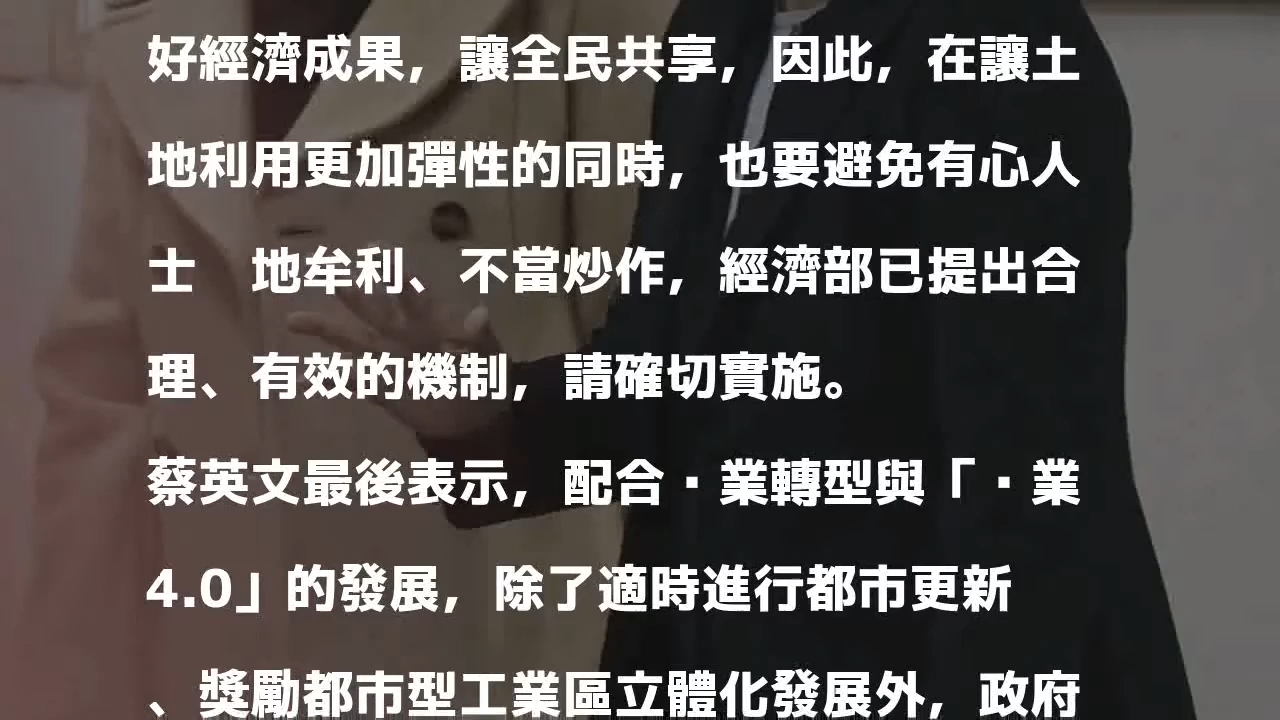 好經濟成果，讓全民共享，因此，在讓土
地利用更加彈性的同時，也要避免有心人
士　地牟利、不當炒作，經濟部已提出合
理、有效的機制，請確切實施。
蔡英文最後表示，配合·業轉型與「·業
4.0」的發展，除了適時進行都市更新
、獎勵都市型工業區立體化發展外，政府